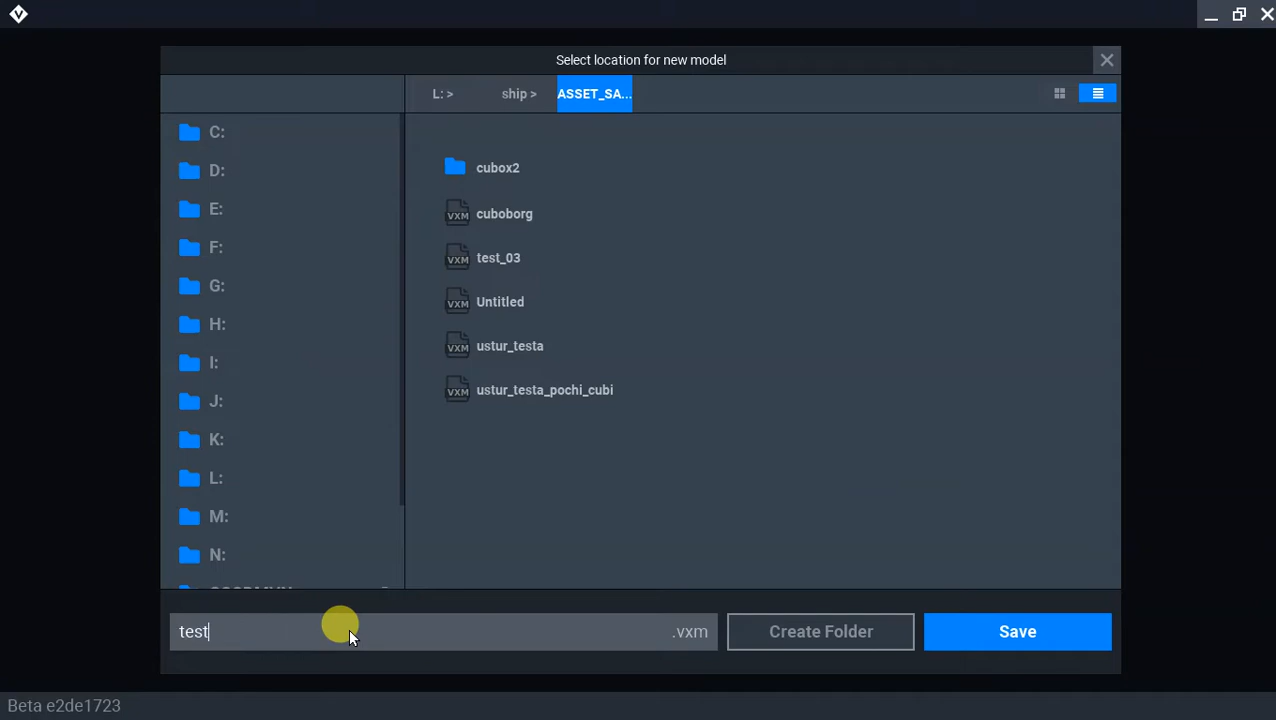 Select location for new model
L: >
ship >
ASSET_SA...
C:
D:
E:
F:
G:
H:
I:
J:
K:
L:
M:
N:
VXM
cubox2
VXM cuboborg
VXM test_03
VXM Untitled
VXM ustur_testa
ustur_testa_pochi_cubi
test
.vxm
Create Folder
Save
Beta e2de1723